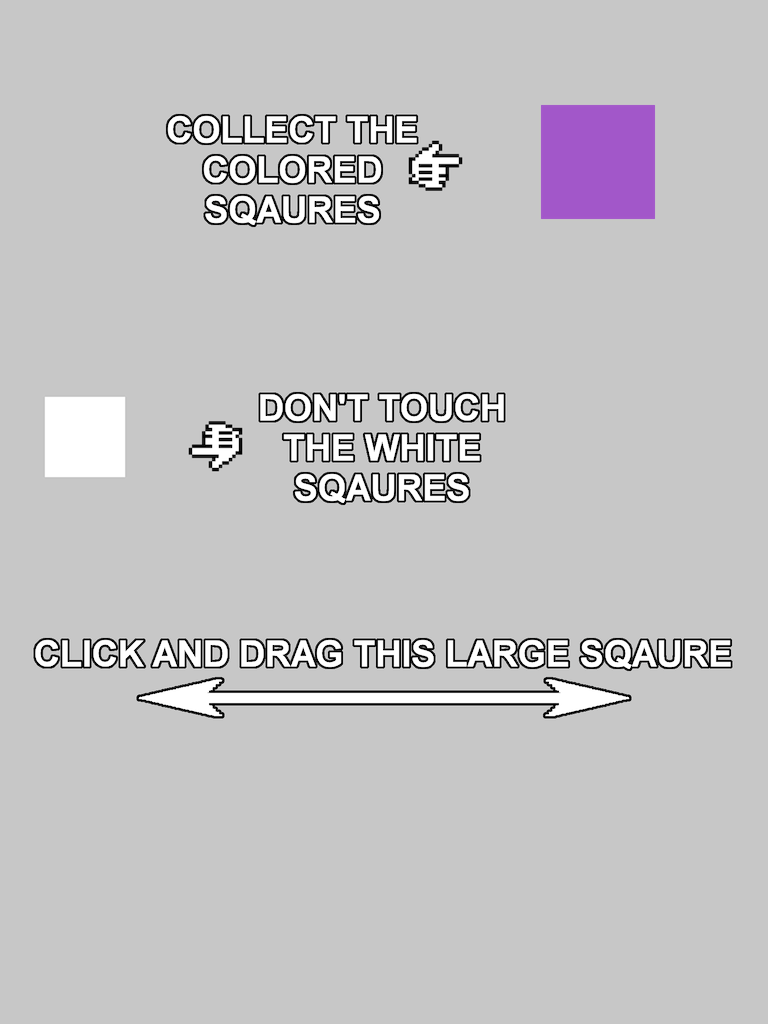 COLLECT THE
COLORED
SQAURES
DON'T TOUCH
THE WHITE
SQAURES
CLICK AND DRAG THIS LARGE SQAURE